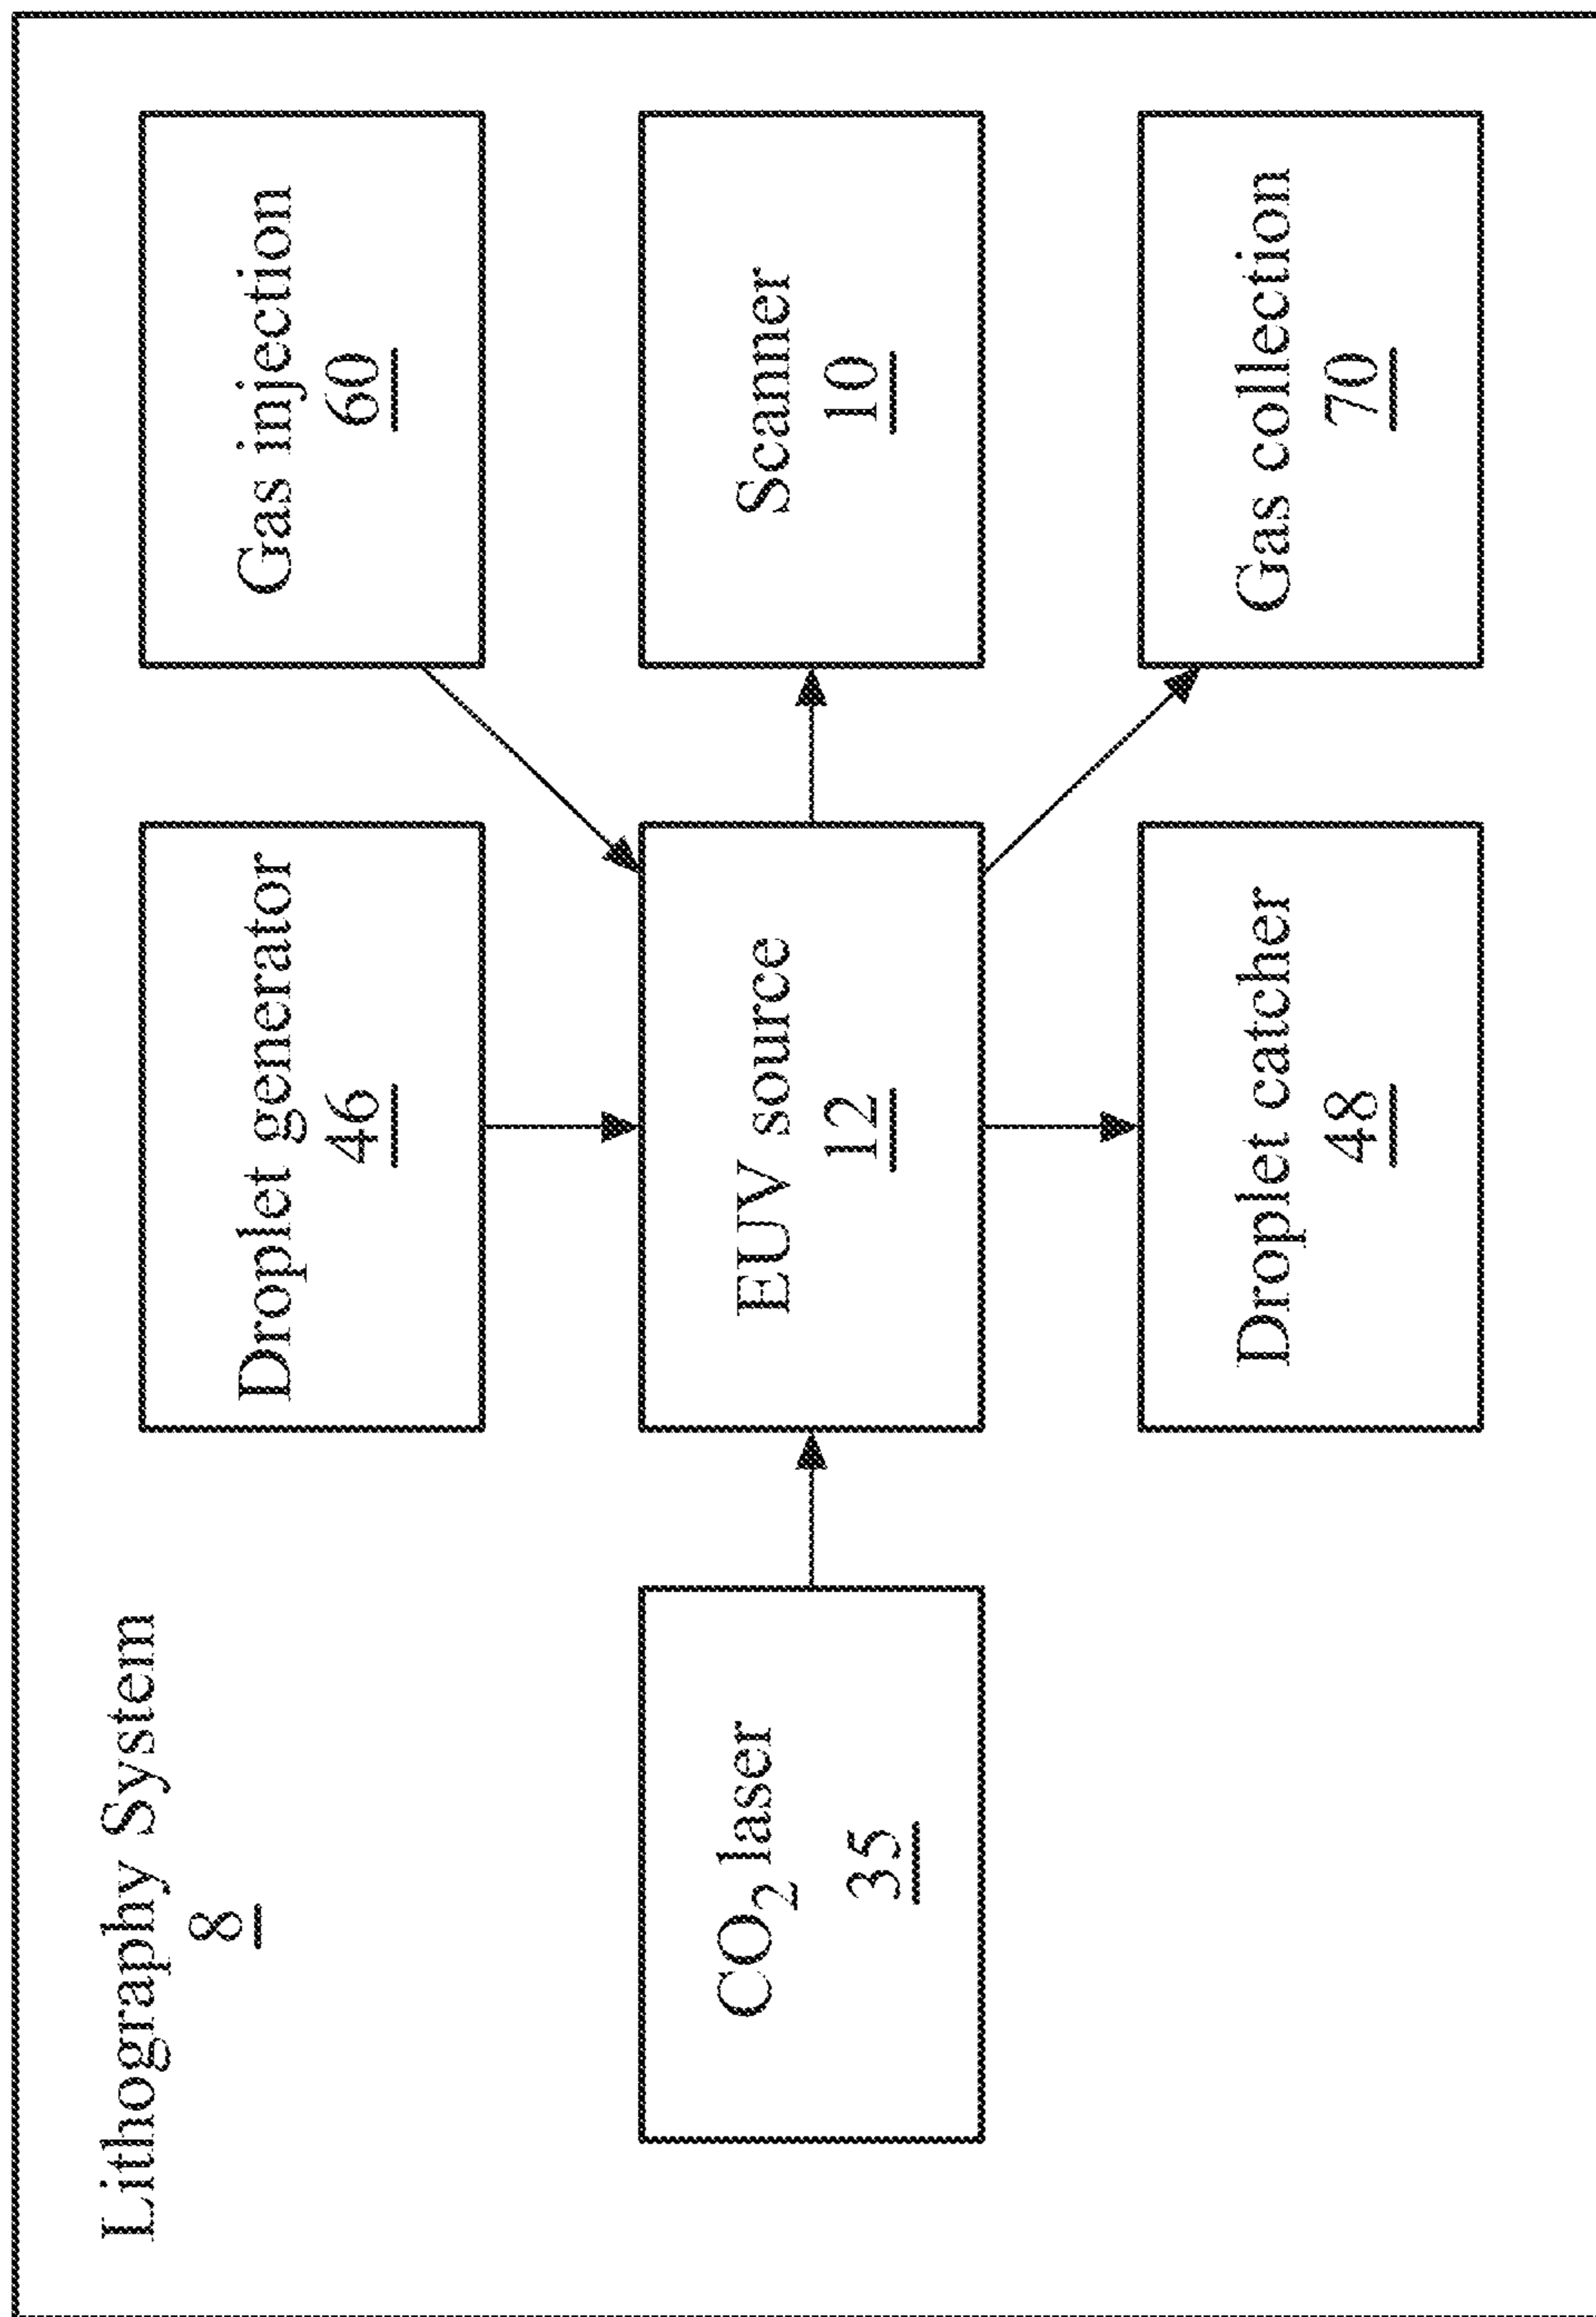 Lithography System
8
Droplet generator
46
Gas injection
60
CO₂ laser
35
EUV source
12
Scanner
10
Droplet catcher
48
Gas collection
70